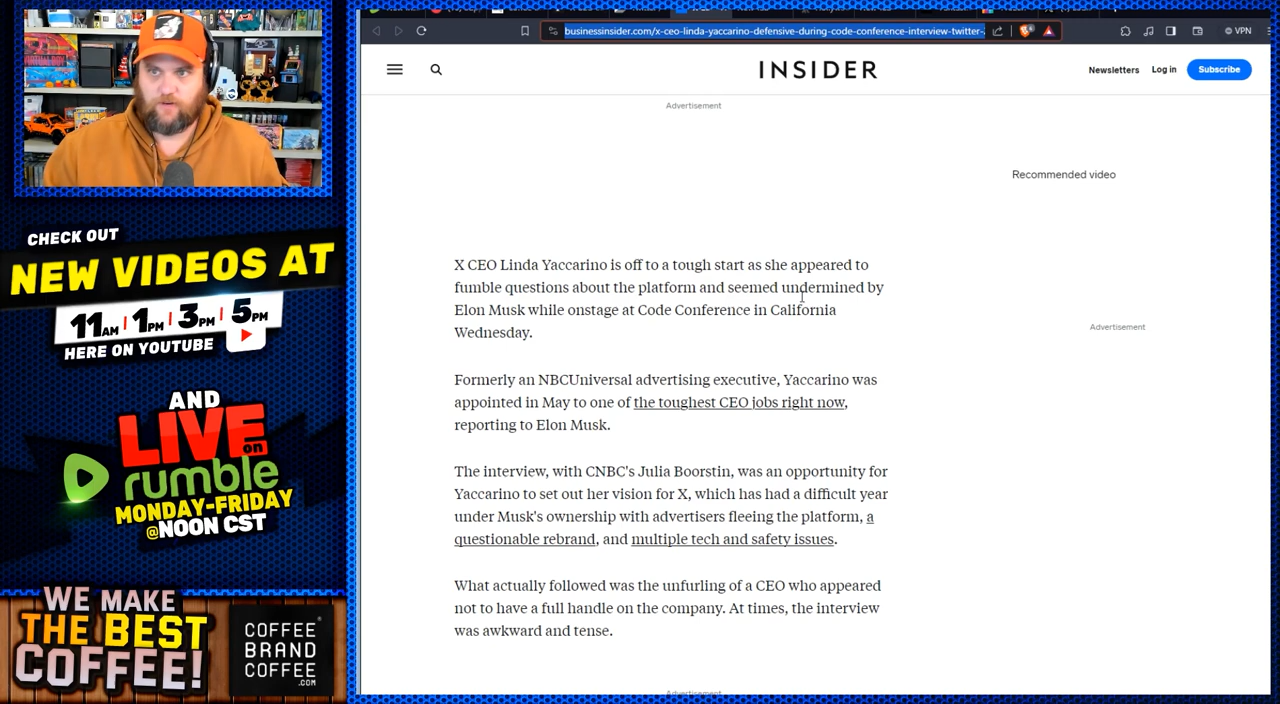 CHECK OUT
NEW VIDEOS AT
11AM | 1PM | 3PM | 5PM
HERE ON YOUTUBE
AND
LIVE on
rumble
MONDAY-FRIDAY
@NOON CST
WE MAKE
THE BEST
COFFEE!
COFFEE
BRAND
COFFEE
.COM
businessinsider.com/x-ceo-linda-yaccarino-defensive-during-code-conference-interview-twitter-
VPN
INSIDER
Newsletters
Log in
Subscribe
Advertisement
Recommended video
X CEO Linda Yaccarino is off to a tough start as she appeared to
fumble questions about the platform and seemed undermined by
Elon Musk while onstage at Code Conference in California
Wednesday.
Advertisement
Formerly an NBCUniversal advertising executive, Yaccarino was
appointed in May to one of the toughest CEO jobs right now,
reporting to Elon Musk.
The interview, with CNBC's Julia Boorstin, was an opportunity for
Yaccarino to set out her vision for X, which has had a difficult year
under Musk's ownership with advertisers fleeing the platform, a
questionable rebrand, and multiple tech and safety issues.
What actually followed was the unfurling of a CEO who appeared
not to have a full handle on the company. At times, the interview
was awkward and tense.
Advertisement